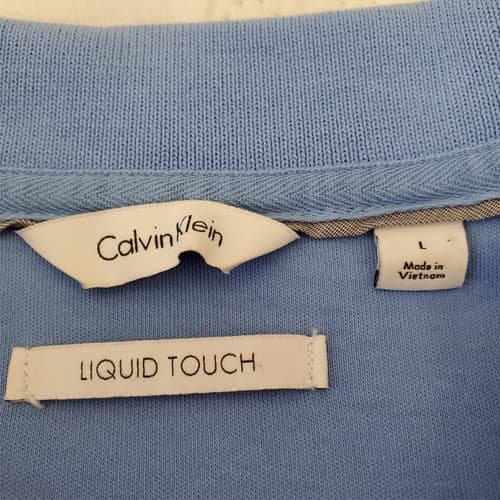 Calvin Klein
L
Made in
Vietnam
LIQUID TOUCH